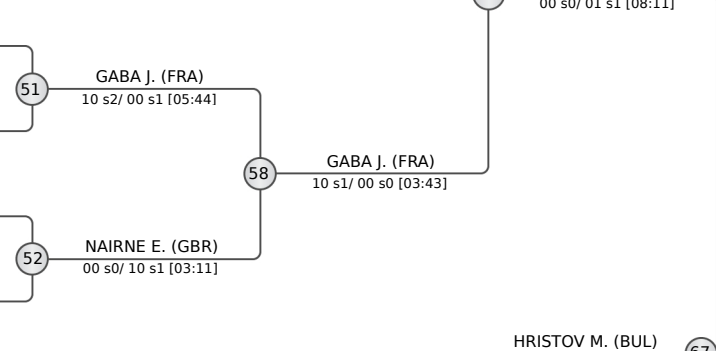 00 s0/ 01 s1 [08:11]
GABA J. (FRA)
51
10 s2/ 00 s1 [05:44]
GABA J. (FRA)
58
10 s1/ 00 s0 [03:43]
NAIRNE E. (GBR)
52
00 s0/ 10 s1 [03:11]
HRISTOV M. (BUL)
67